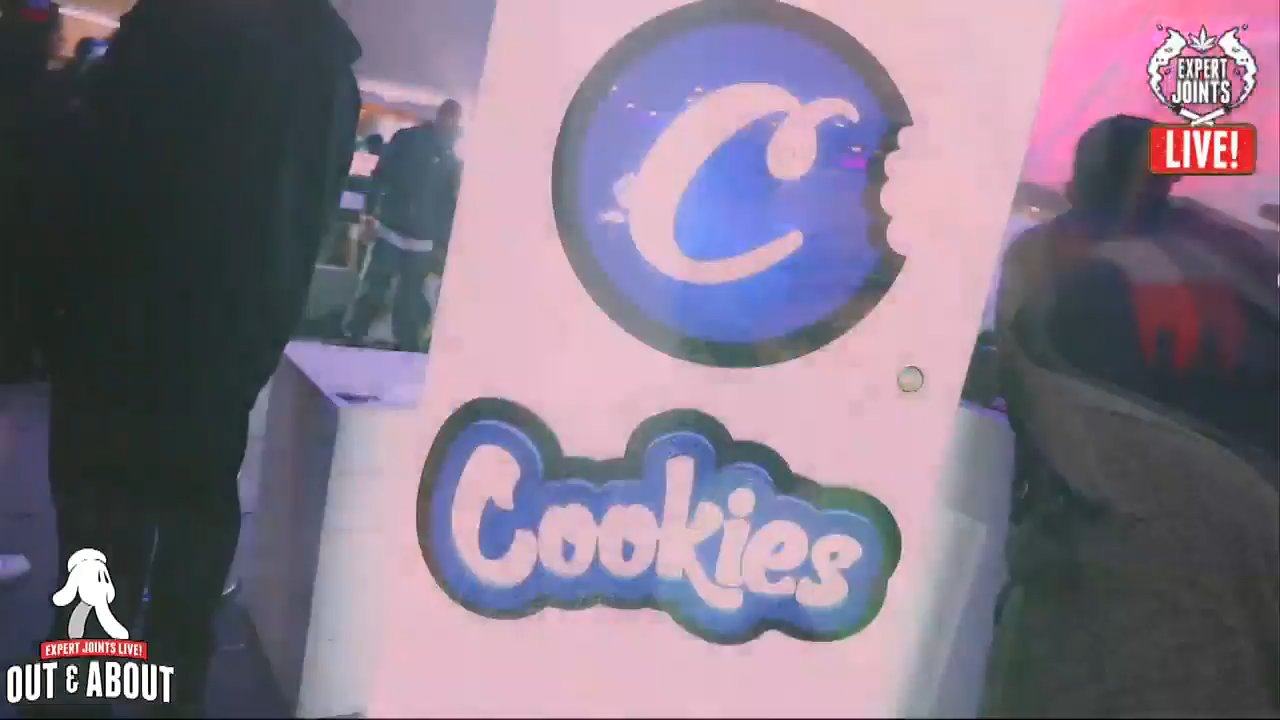 EXPERT
JOINTS
LIVE!
C
Cookies
EXPERT JOINTS LIVE!
OUT & ABOUT